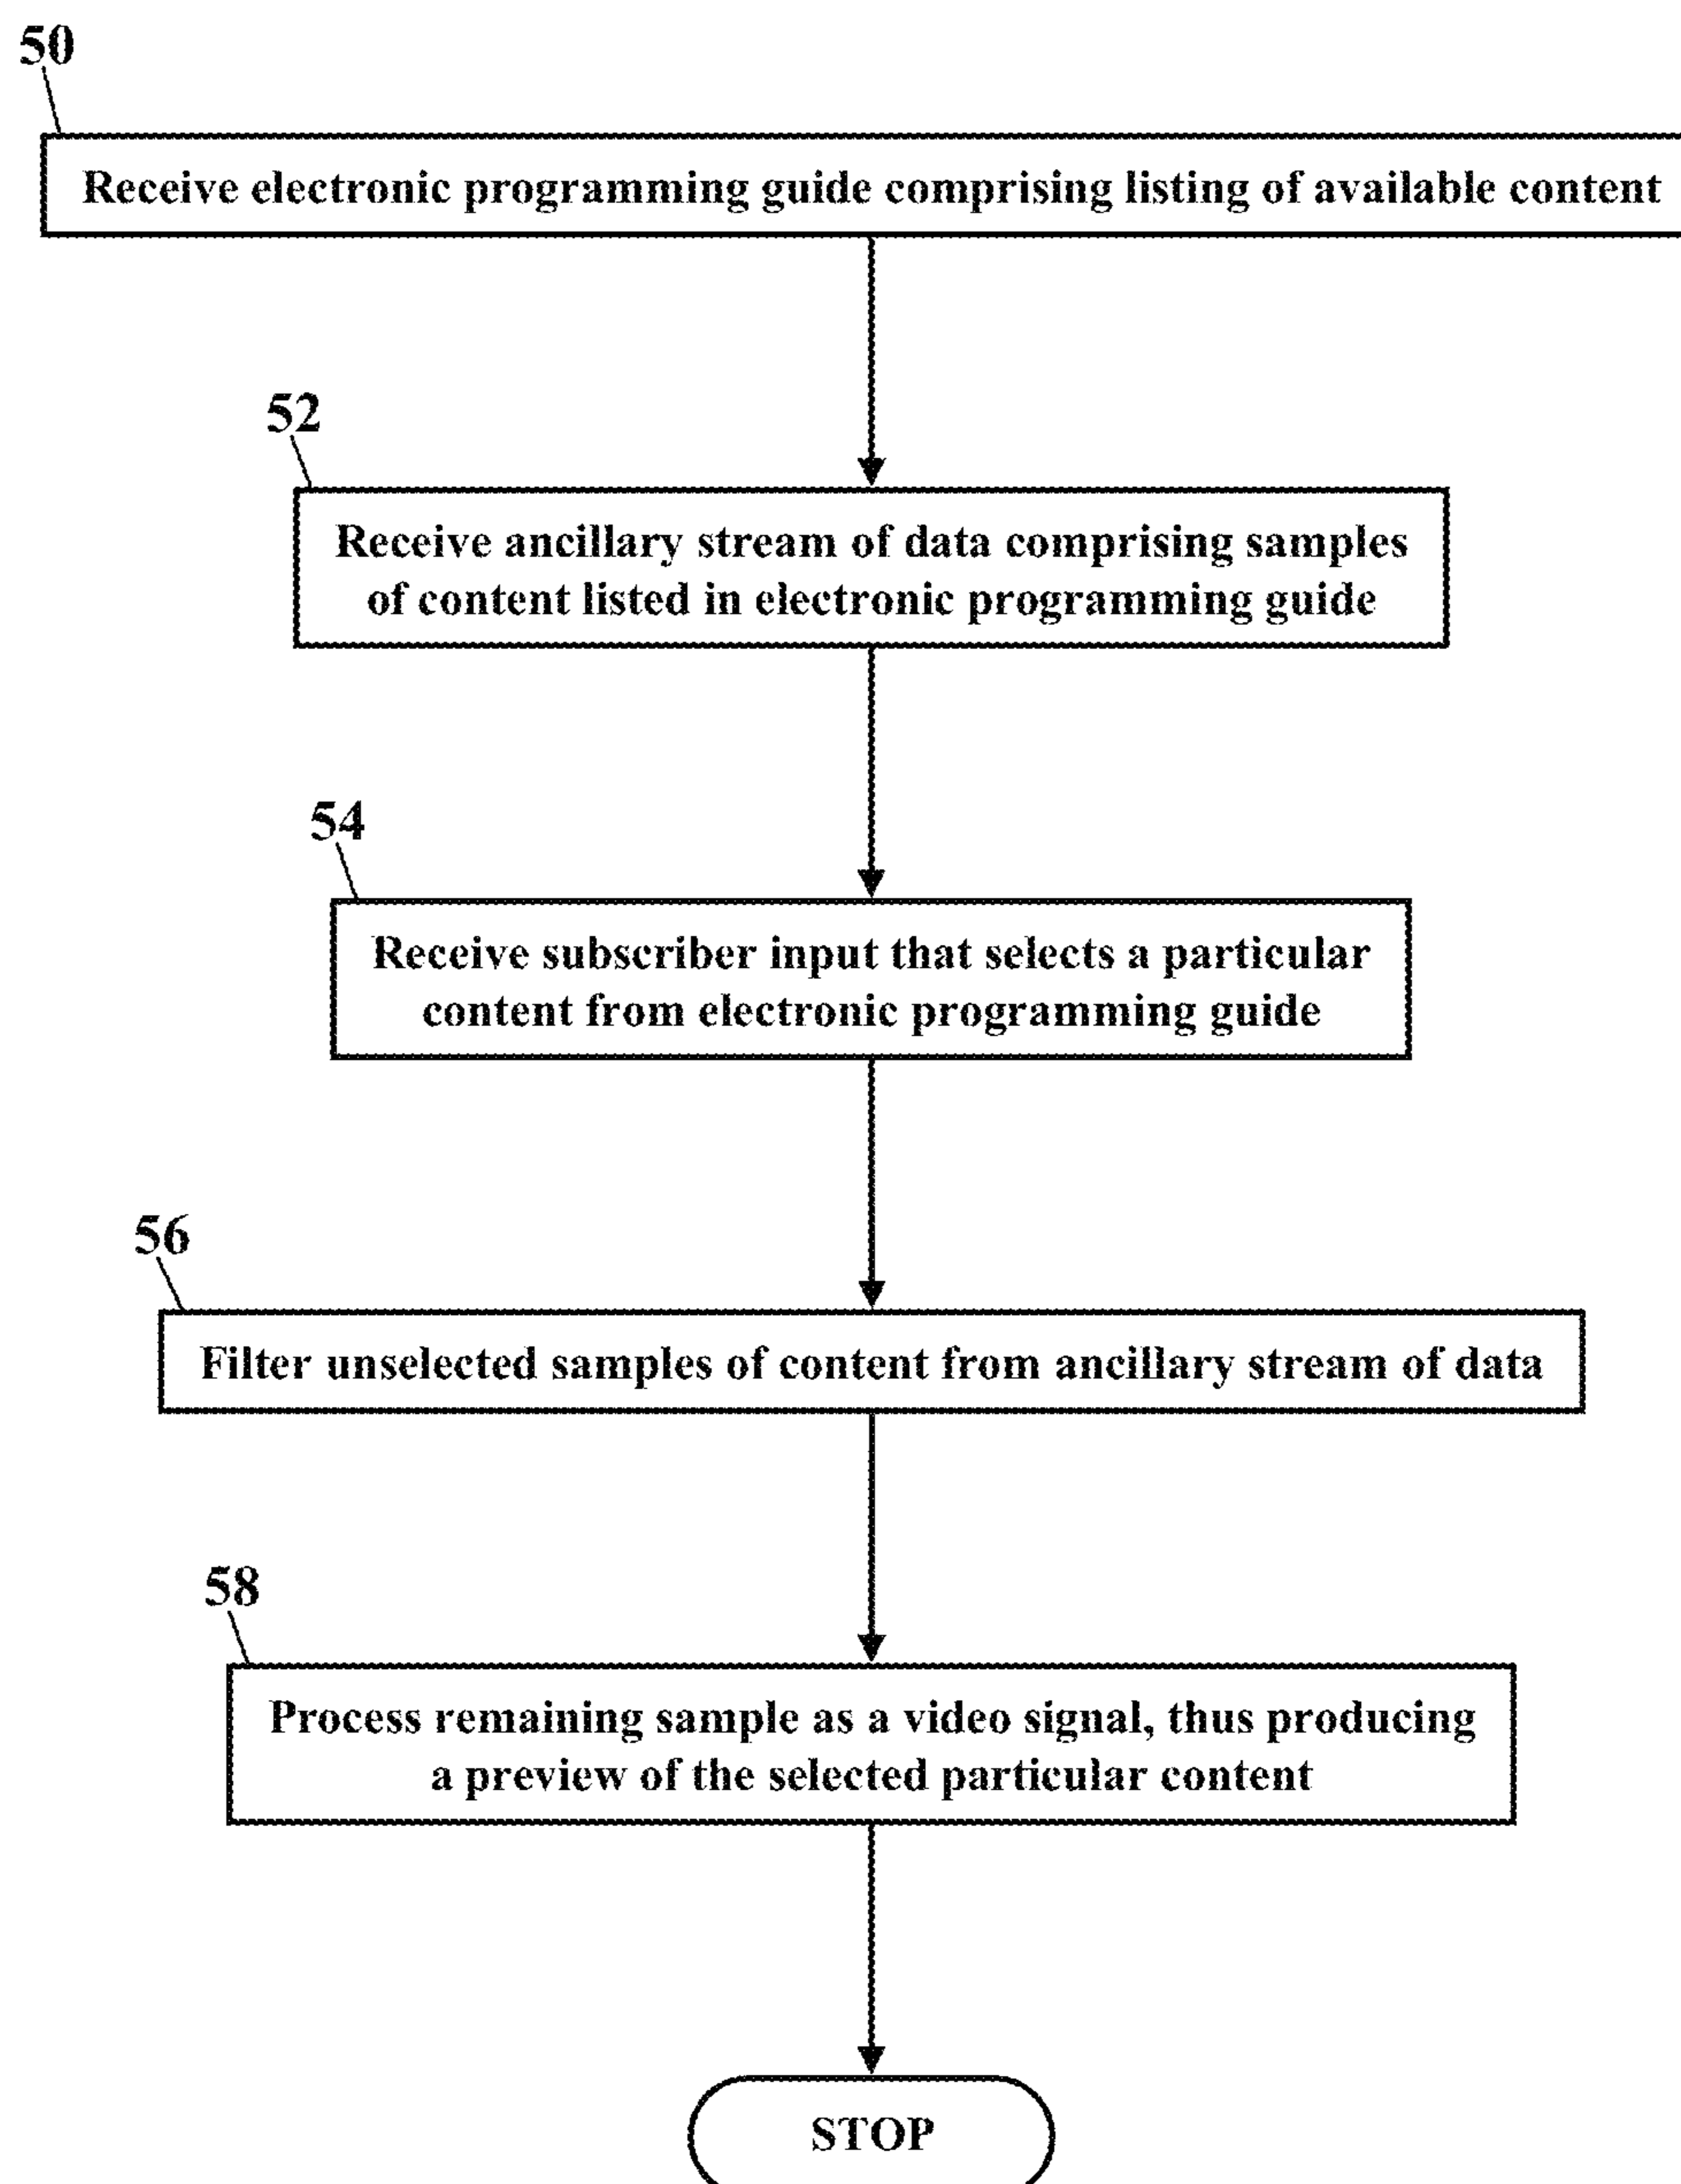 50
Receive electronic programming guide comprising listing of available content
52
Receive ancillary stream of data comprising samples
of content listed in electronic programming guide
54
Receive subscriber input that selects a particular
content from electronic programming guide
56
Filter unselected samples of content from ancillary stream of data
58
Process remaining sample as a video signal, thus producing
a preview of the selected particular content
STOP